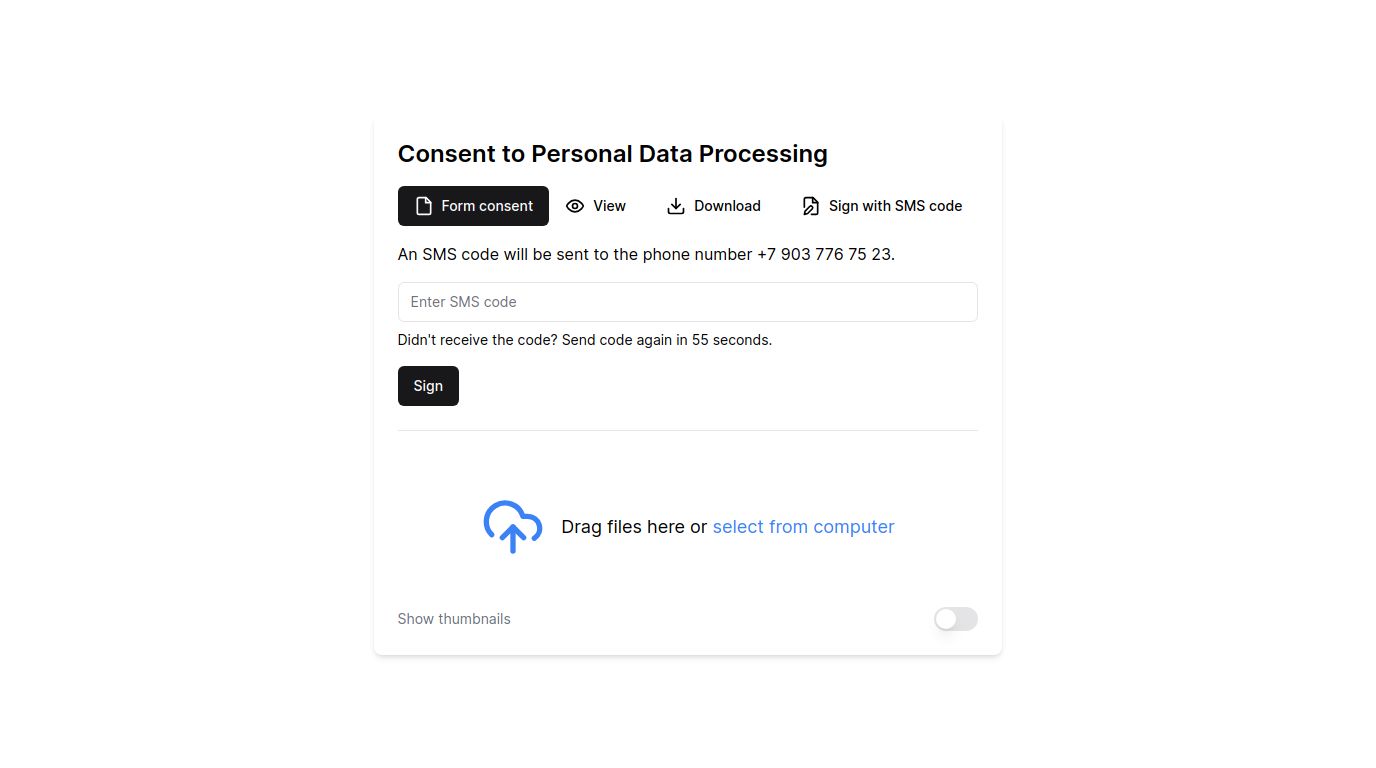 Consent to Personal Data Processing
Form consent View Download Sign with SMS code
An SMS code will be sent to the phone number +7 903 776 75 23.
Enter SMS code
Didn't receive the code? Send code again in 55 seconds.
Sign
Drag files here or select from computer
Show thumbnails